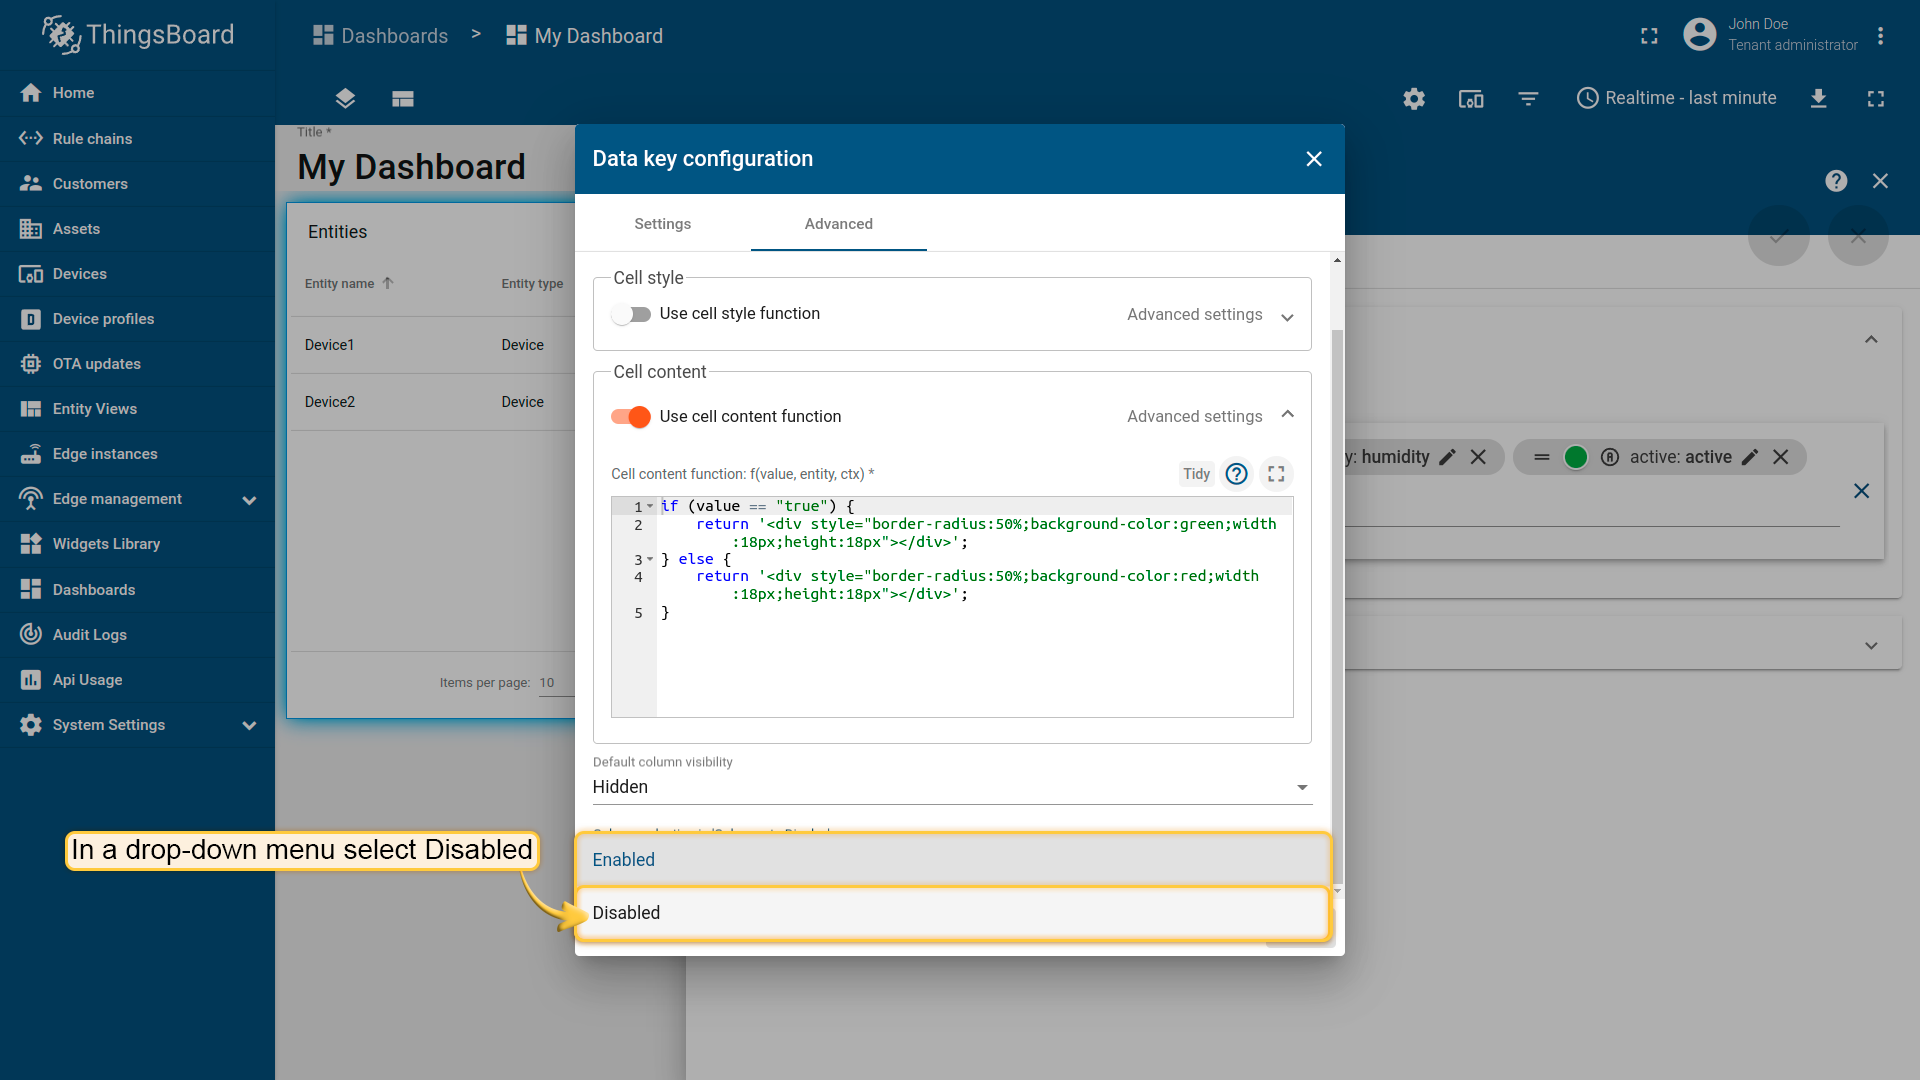 ThingsBoard
Dashboards > My Dashboard
John Doe
Tenant administrator
Home
Rule chains
Customers
Assets
Devices
Device profiles
OTA updates
Entity Views
Edge instances
Edge management
Widgets Library
Dashboards
Audit Logs
Api Usage
System Settings
Realtime - last minute
Title *
My Dashboard
Entities
Entity name
Entity type
Device1
Device
Device2
Device
Items per page: 10
Data key configuration
Settings
Advanced
Cell style
Use cell style function
Advanced settings
Cell content
Use cell content function
Advanced settings
Cell content function: f(value, entity, ctx) *
Tidy
1 if (value == "true") {
2 return '<div style="border-radius:50%;background-color:green;width
:18px;height:18px"></div>';
3 } else {
4 return '<div style="border-radius:50%;background-color:red;width
:18px;height:18px"></div>';
5 }
Default column visibility
Hidden
Enabled
Disabled
In a drop-down menu select Disabled
y: humidity
active: active